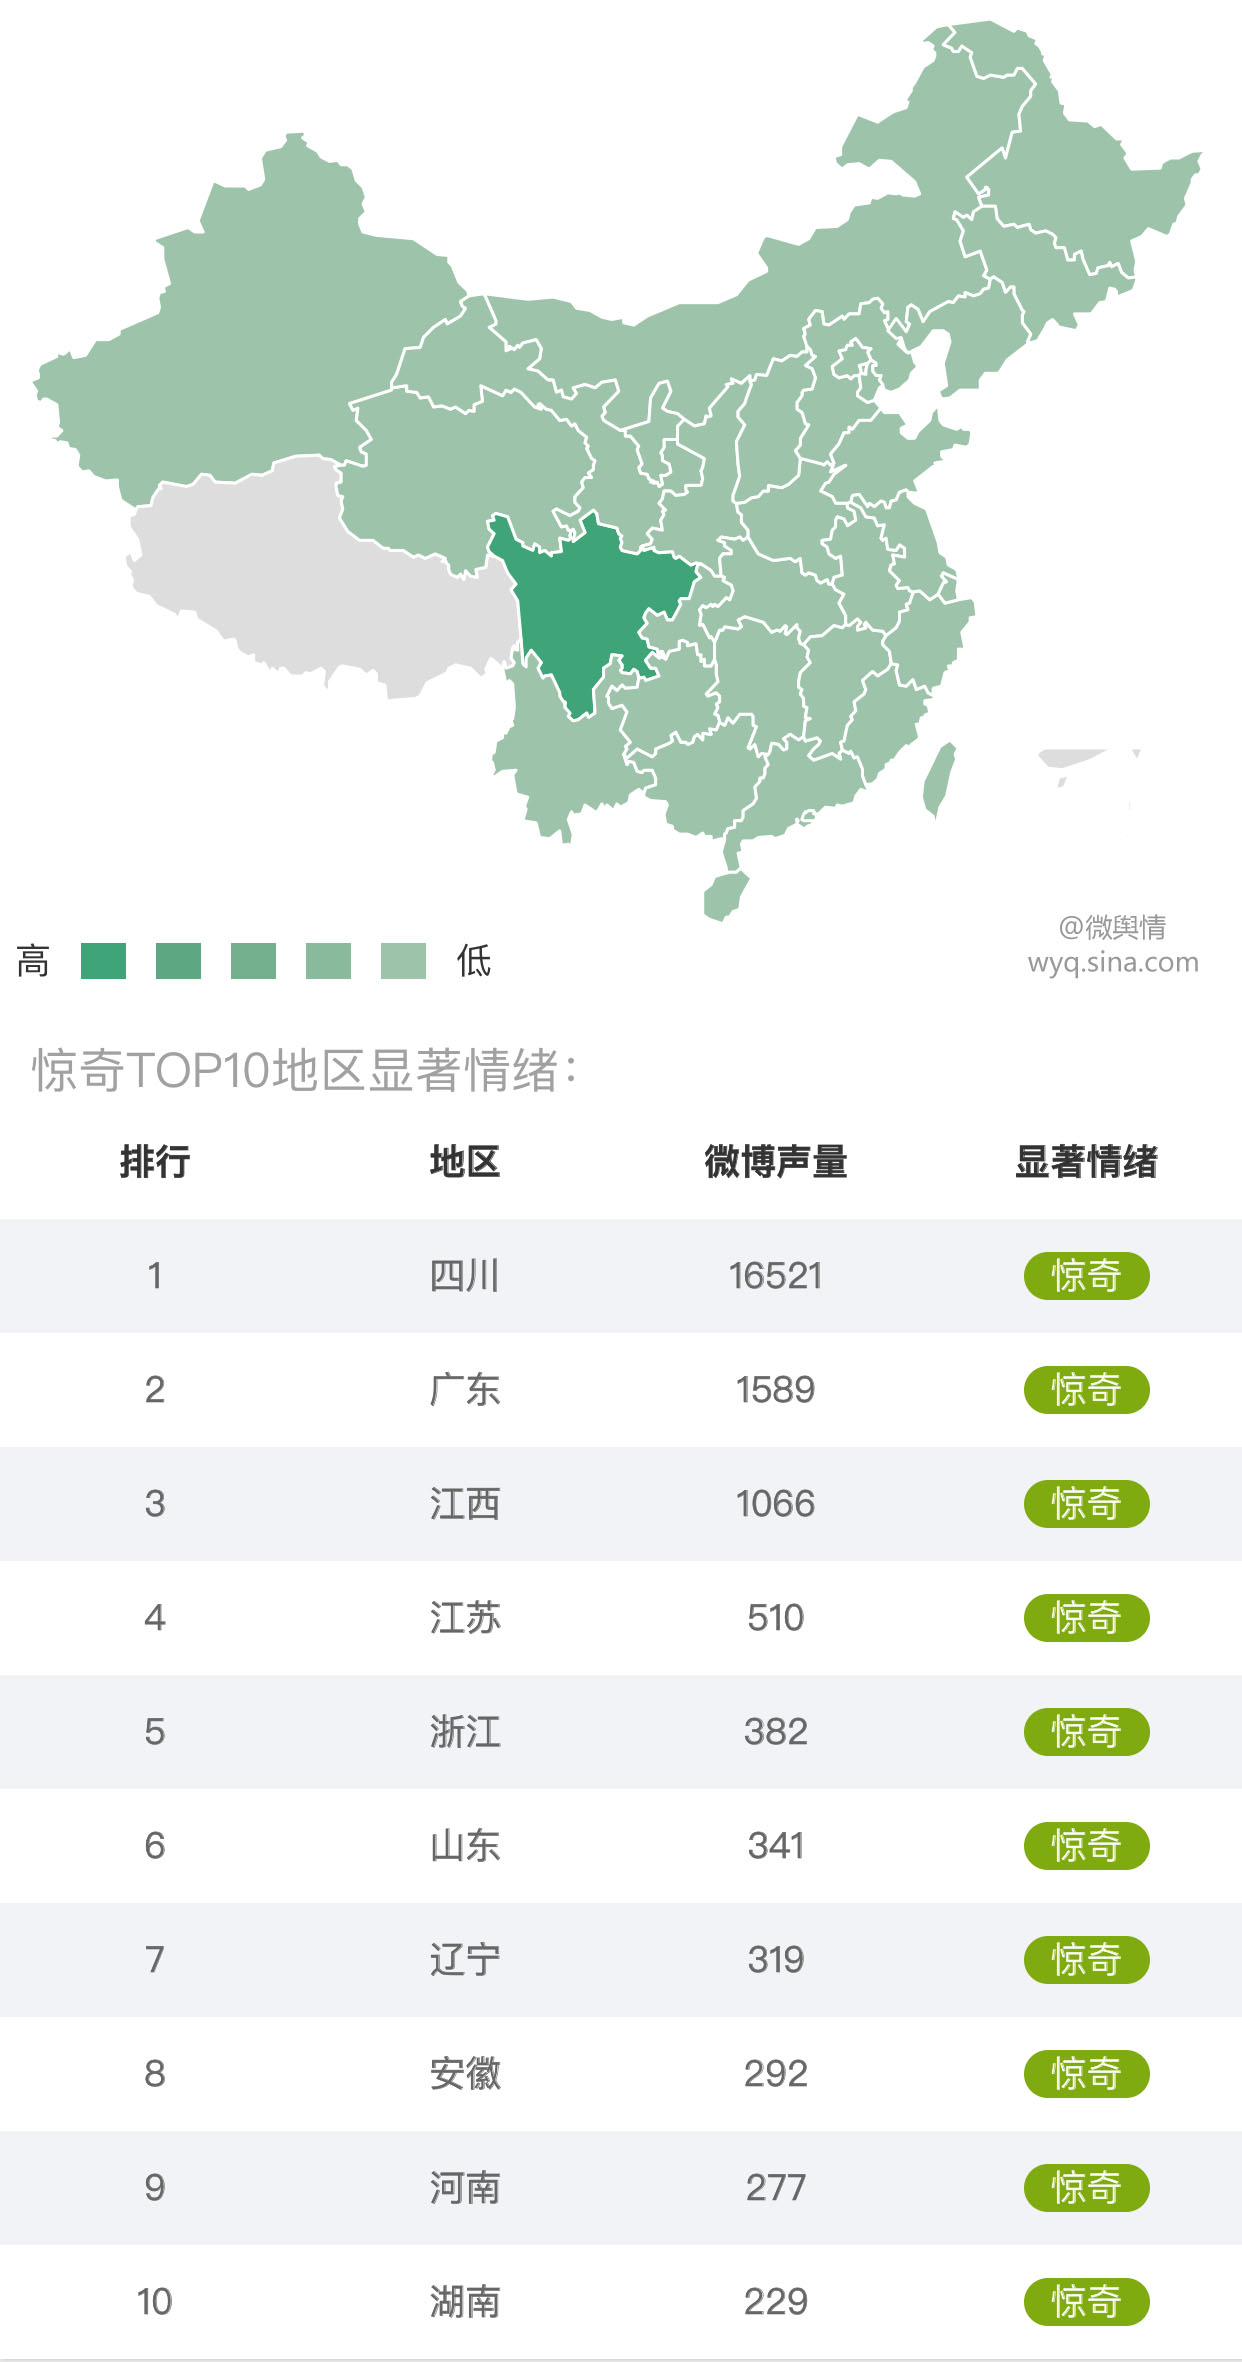 @微舆情
wyq.sina.com
高 低
惊奇TOP10地区显著情绪：
排行 地区 微博声量 显著情绪
1 四川 16521 惊奇
2 广东 1589 惊奇
3 江西 1066 惊奇
4 江苏 510 惊奇
5 浙江 382 惊奇
6 山东 341 惊奇
7 辽宁 319 惊奇
8 安徽 292 惊奇
9 河南 277 惊奇
10 湖南 229 惊奇